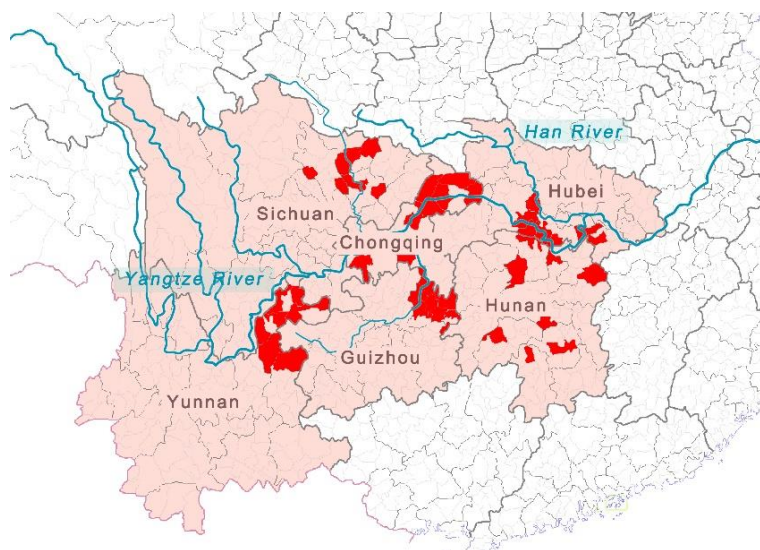 Han River
Hubei
Sichuan
Chongqing
Yangtze River
Hunan
Guizhou
Yunnan